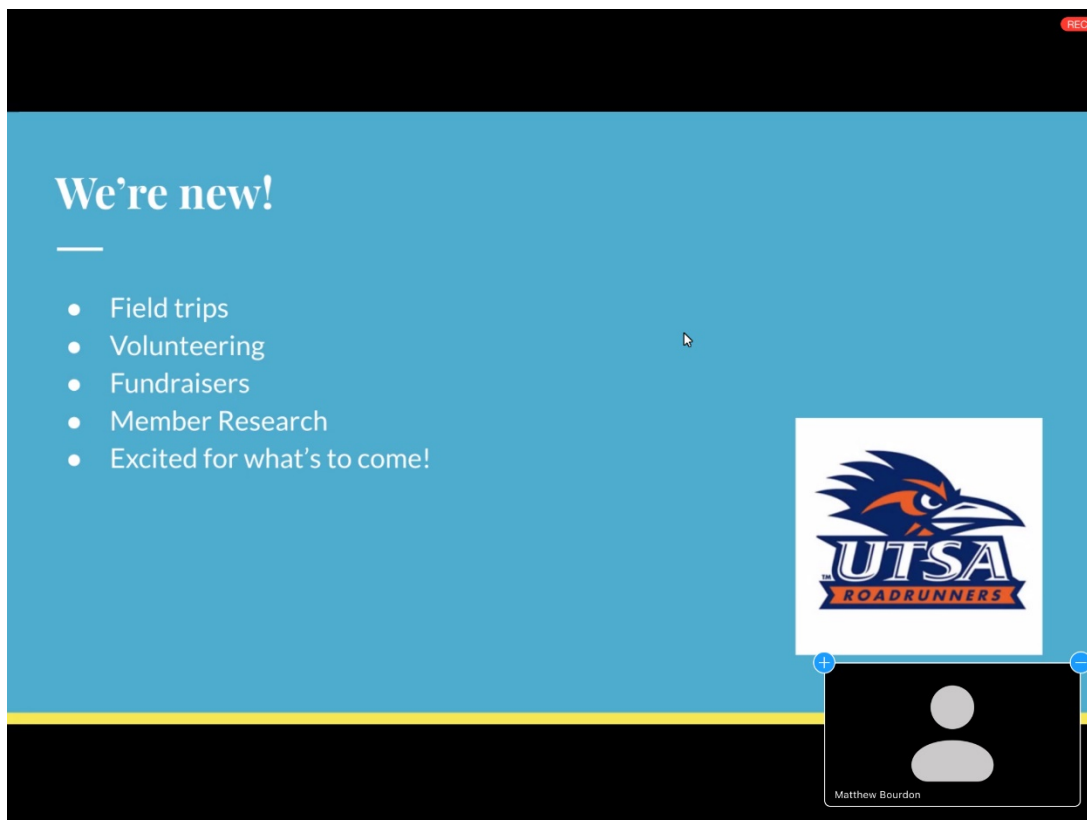 REC
We're new!
● Field trips
● Volunteering
● Fundraisers
● Member Research
● Excited for what's to come!
UTSA
TM
ROADRUNNERS
Matthew Bourdon